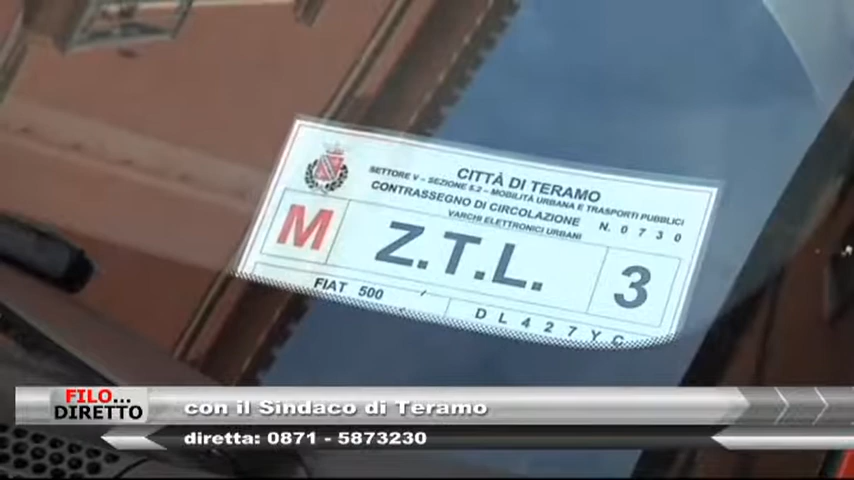 CITTÀ DI TERAMO
SETTORE V - SEZIONE 5.2 - MOBILITÀ URBANA E TRASPORTI PUBBLICI
CONTRASSEGNO DI CIRCOLAZIONE N. 0730
VARCHI ELETTRONICI URBANI
M Z.T.L. 3
FIAT 500 DL427YC
FILO...
DIRETTO
con il Sindaco di Teramo
diretta: 0871 - 5873230